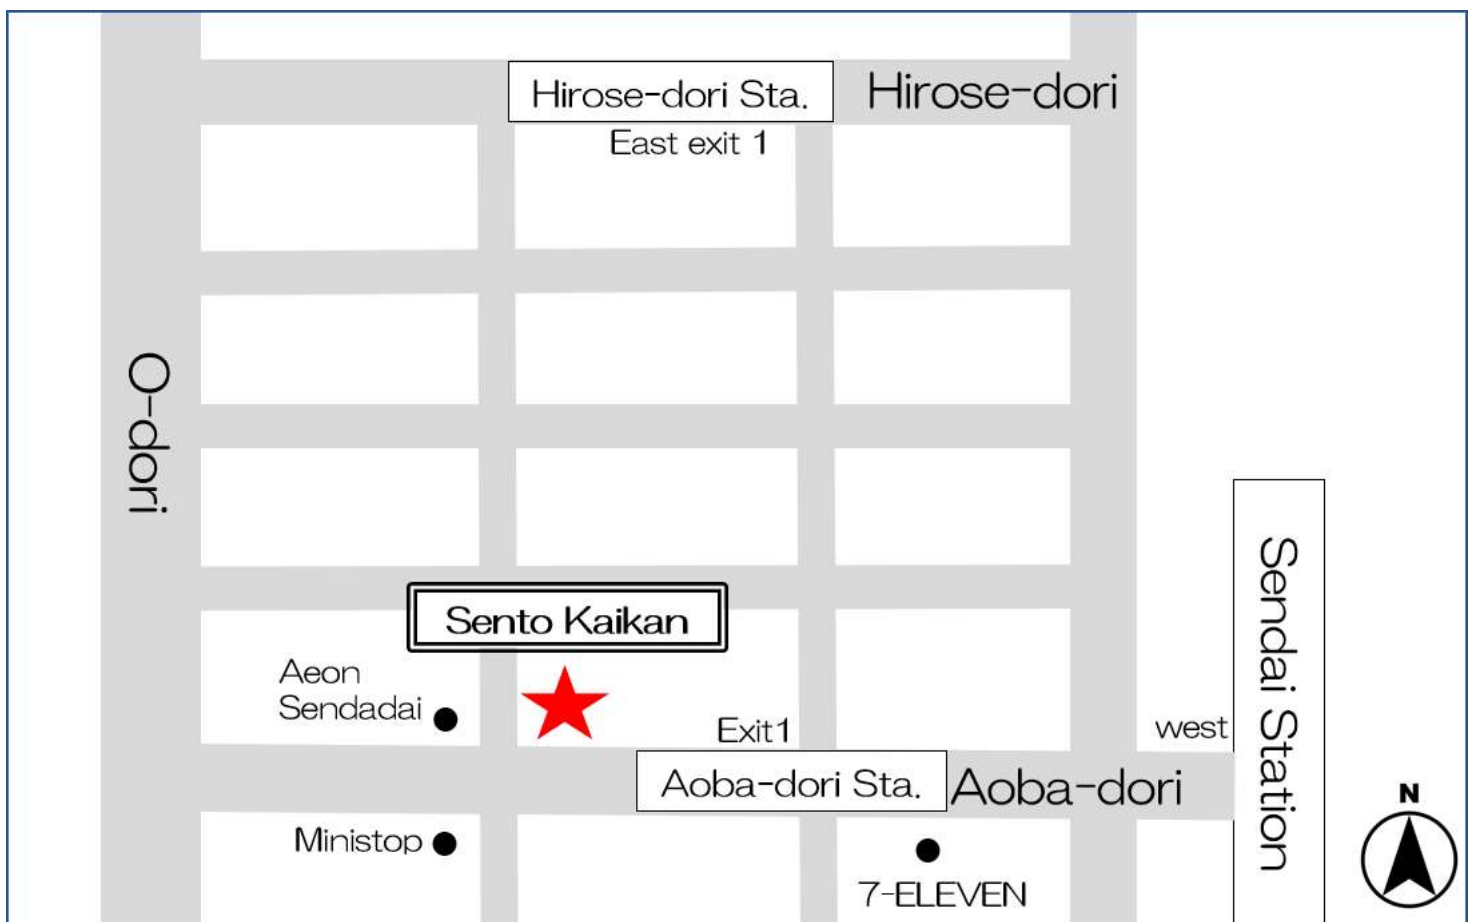 Hirose-dori Sta.
Hirose-dori
East exit 1
O-dori
Sento Kaikan
Aeon
Sendadai
Exit1
west
Sendai Station
Aoba-dori Sta.
Aoba-dori
Ministop
7-ELEVEN
N